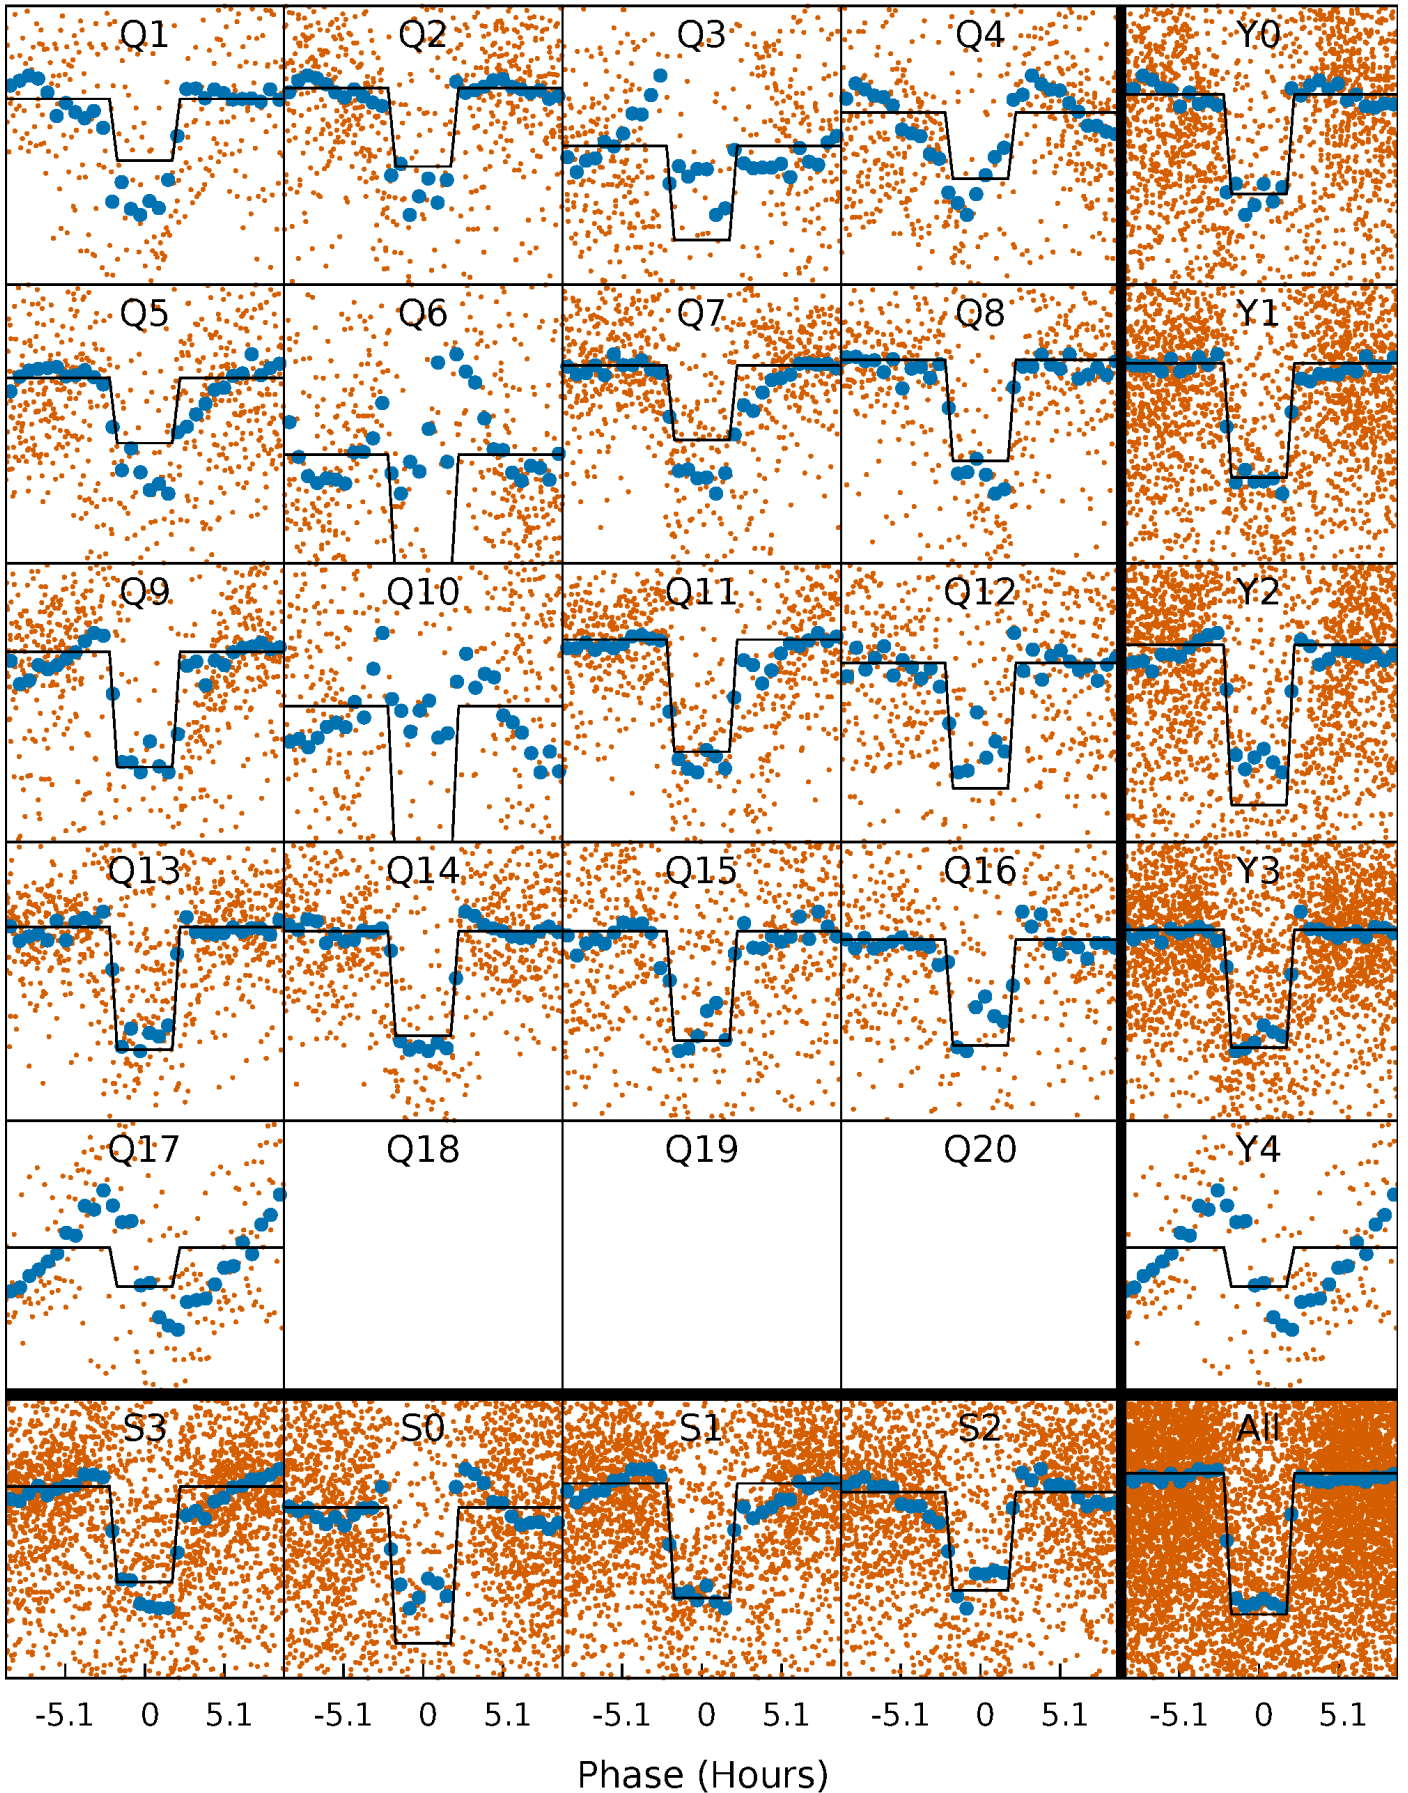 Q1 Q2 Q3 Q4 Y0
Q5 Q6 Q7 Q8 Y1
Q9 Q10 Q11 Q12 Y2
Q13 Q14 Q15 Q16 Y3
Q17 Q18 Q19 Q20 Y4
S3 S0 S1 S2 All
-5.1 0 5.1 -5.1 0 5.1 -5.1 0 5.1 -5.1 0 5.1 -5.1 0 5.1
Phase (Hours)